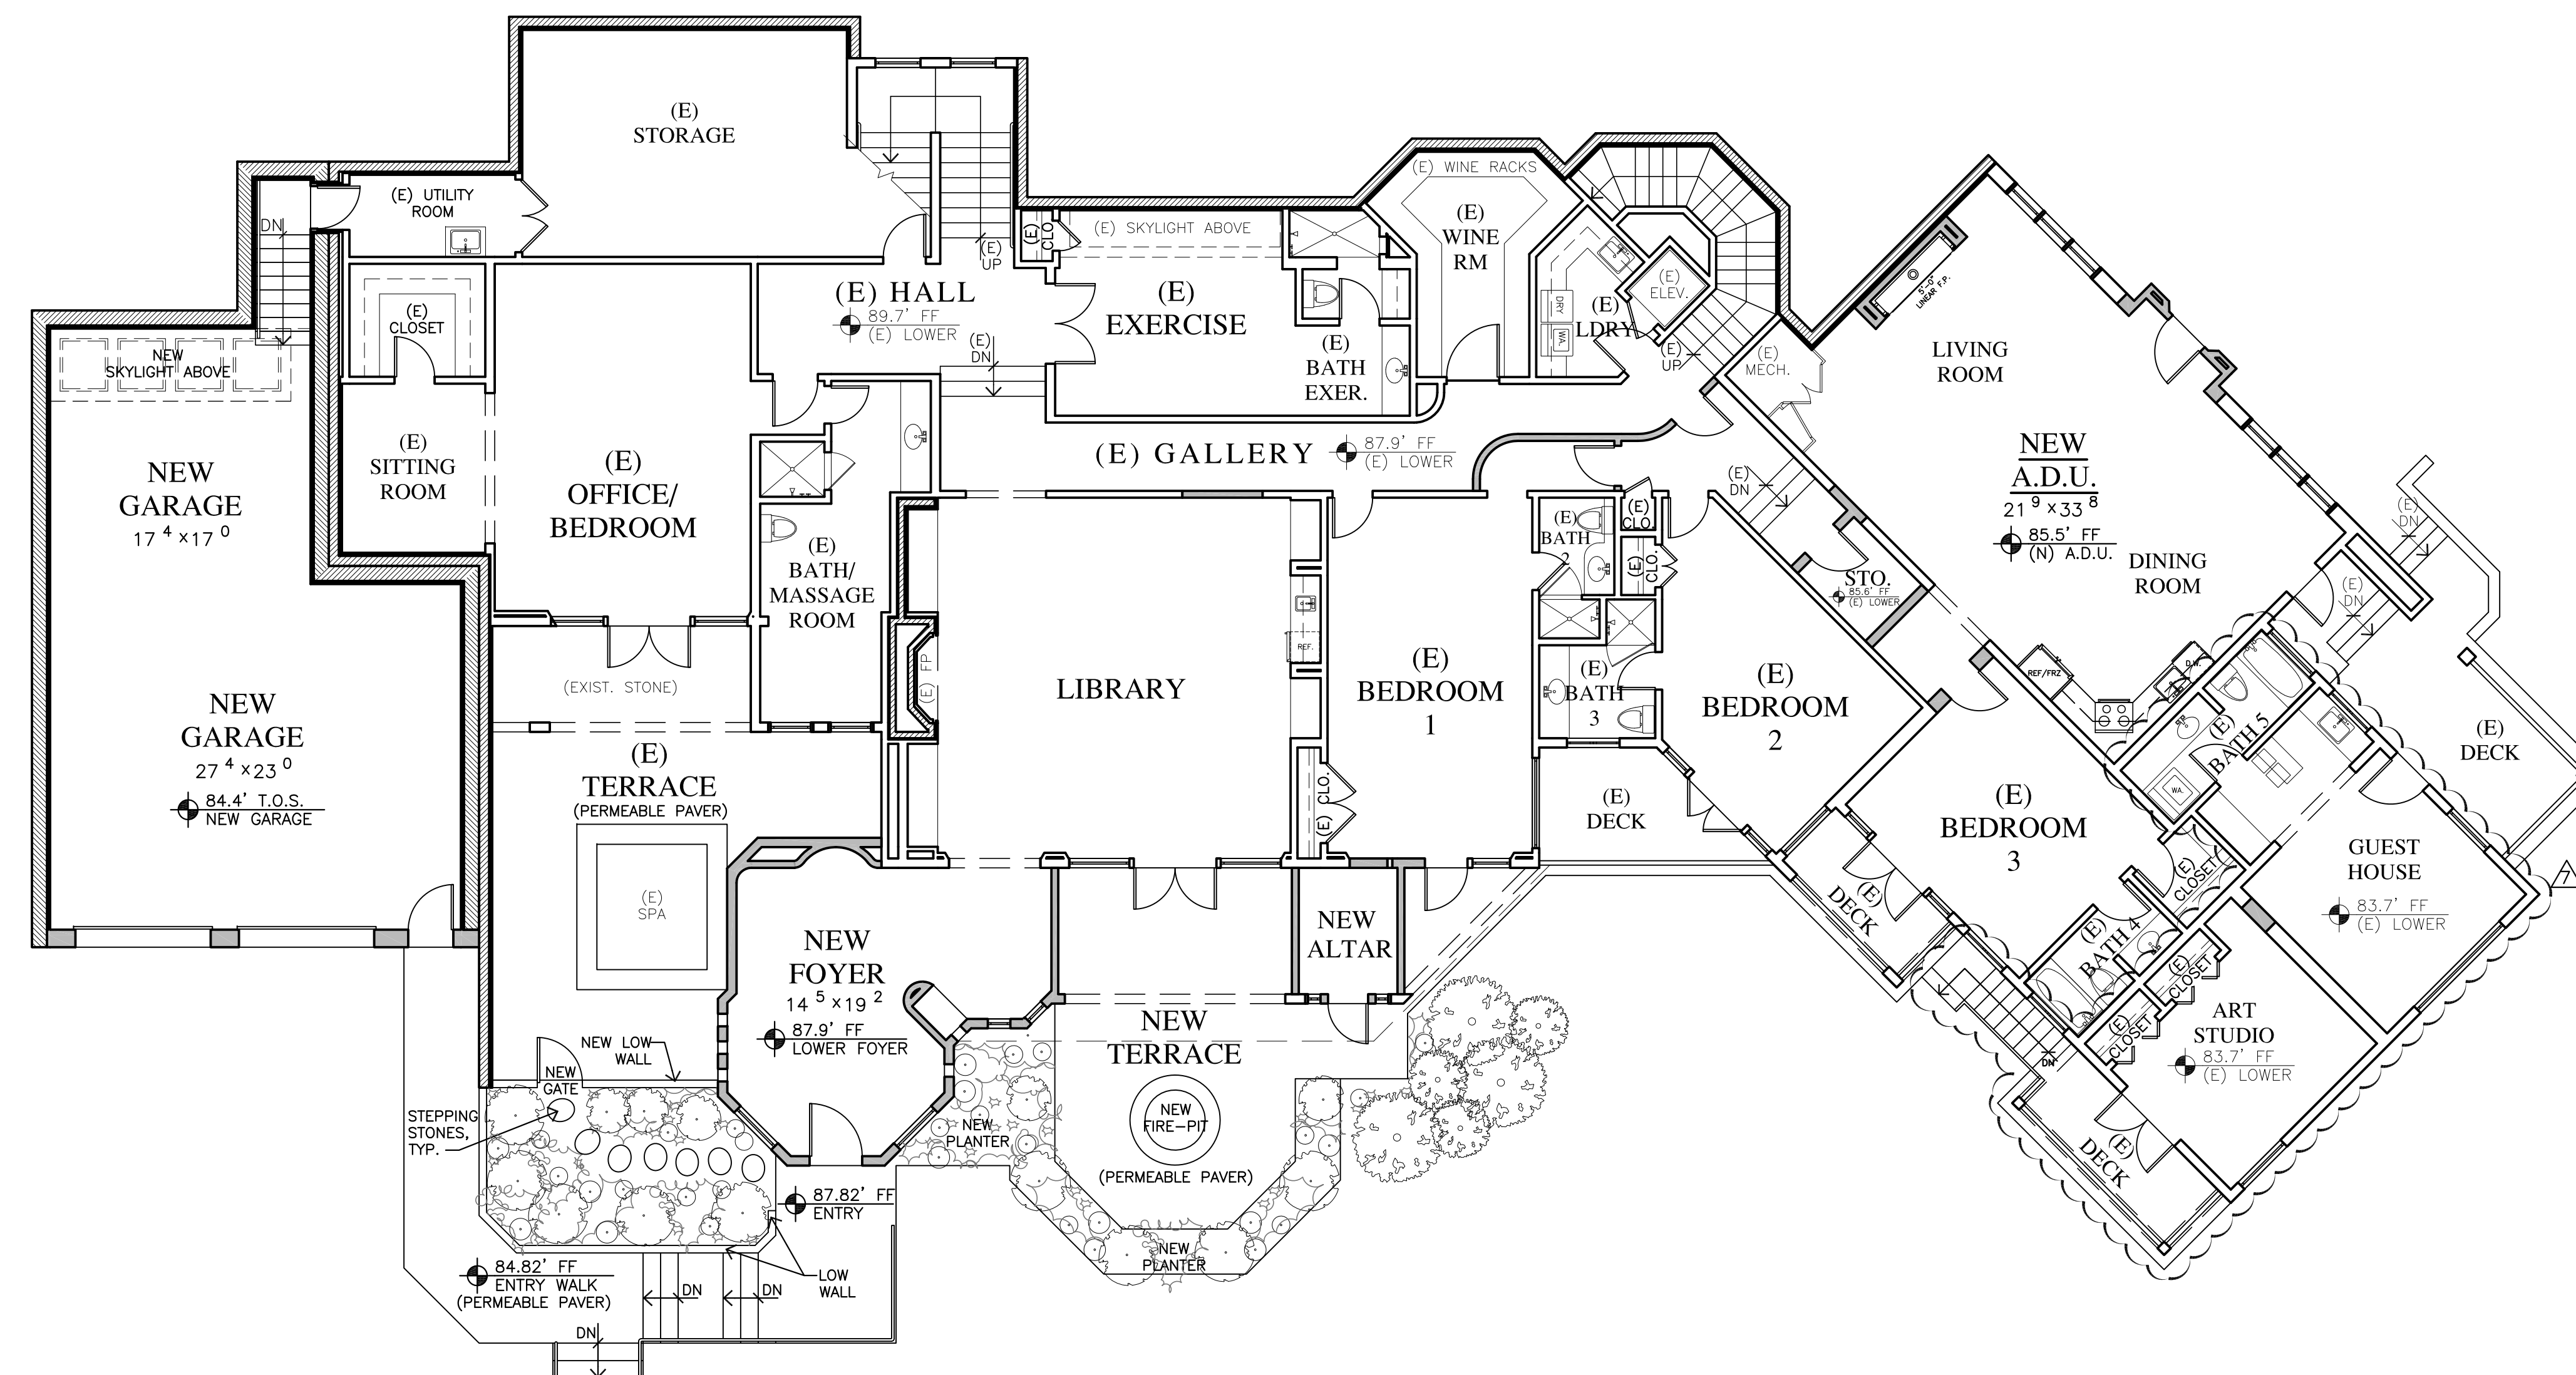 (E)
STORAGE
(E) UTILITY
ROOM
DN
(E)
CLOSET
NEW
SKYLIGHT ABOVE
NEW
GARAGE
17 4 ×17 0
(E)
SITTING
ROOM
(E)
OFFICE/
BEDROOM
NEW
GARAGE
27 4 ×23 0
84.4' T.O.S.
NEW GARAGE
(E) HALL
89.7' FF
(E) LOWER
(E)
UP
(E)
DN
(E)
CLO.
(E) SKYLIGHT ABOVE
(E)
EXERCISE
(E)
BATH
EXER.
(E) WINE RACKS
(E)
WINE
RM
DRY
WA.
(E)
LDRY
(E)
ELEV.
(E)
UP
(E)
MECH.
(E) GALLERY
87.9' FF
(E) LOWER
(E)
BATH/
MASSAGE
ROOM
(E) FP
LIBRARY
REF.
(E) CLO.
(E)
BEDROOM
1
(E)
BATH
2
(E)
CLO.
(E)
CLO.
(E)
BATH
3
(E)
BEDROOM
2
(E)
DN
STO.
85.6' FF
(E) LOWER
5'-0"
LINEAR F.P.
LIVING
ROOM
NEW
A.D.U.
21 9 ×33 8
85.5' FF
(N) A.D.U.
DINING
ROOM
(E)
DN
(E)
DN
REF/FRZ
D.W.
(E)
BATH 5
WA.
(E)
DECK
(E)
BEDROOM
3
GUEST
HOUSE
83.7' FF
(E) LOWER
7
(E)
CLOSET
(E)
BATH 4
(E)
CLOSET
(E)
CLOSET
ART
STUDIO
83.7' FF
(E) LOWER
(E)
DECK
(E)
DECK
DN
(E)
DECK
(EXIST. STONE)
(E)
TERRACE
(PERMEABLE PAVER)
(E)
SPA
NEW
FOYER
14 5 ×19 2
87.9' FF
LOWER FOYER
NEW
ALTAR
NEW
TERRACE
NEW
FIRE-PIT
(PERMEABLE PAVER)
NEW
PLANTER
NEW
PLANTER
NEW LOW
WALL
NEW
GATE
STEPPING
STONES,
TYP.
87.82' FF
ENTRY
84.82' FF
ENTRY WALK
(PERMEABLE PAVER)
DN
DN
LOW
WALL
DN